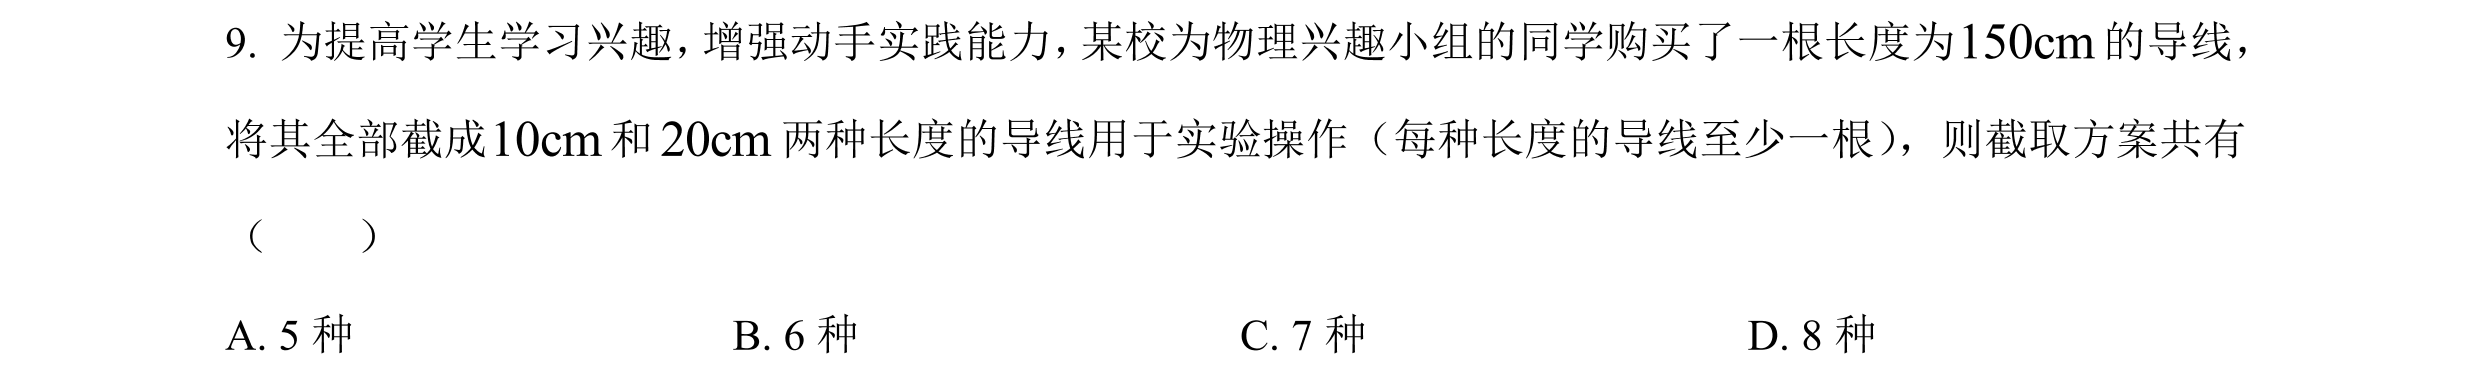 9. 为提高学生学习兴趣，增强动手实践能力，某校为物理兴趣小组的同学购买了一根长度为150cm的导线，
将其全部截成10cm和20cm两种长度的导线用于实验操作（每种长度的导线至少一根），则截取方案共有
（　　）
A. 5 种　　B. 6 种　　C. 7 种　　D. 8 种